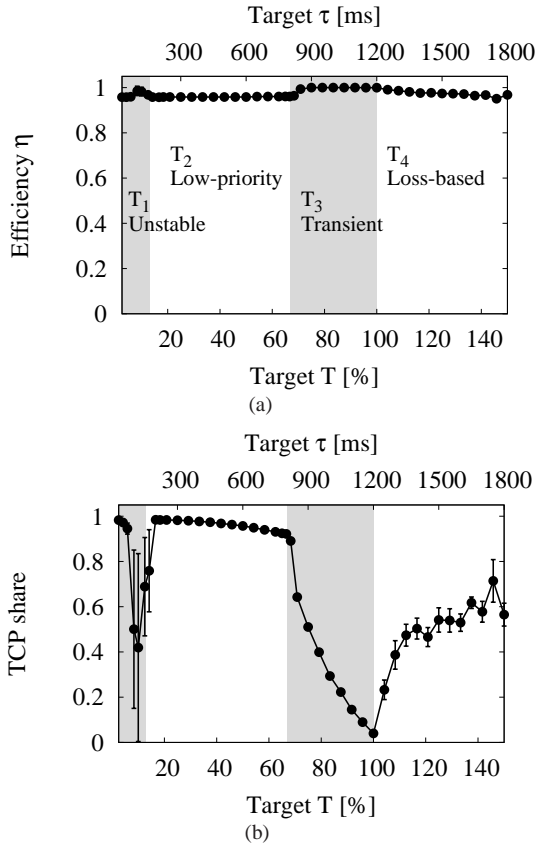 Target τ [ms]
300 600 900 1200 1500 1800
1
0.8
0.6
0.4
0.2
0
Efficiency η
T1
Unstable
T2
Low-priority
T3
Transient
T4
Loss-based
20 40 60 80 100 120 140
Target T [%]
(a)
Target τ [ms]
300 600 900 1200 1500 1800
1
0.8
0.6
0.4
0.2
0
TCP share
20 40 60 80 100 120 140
Target T [%]
(b)